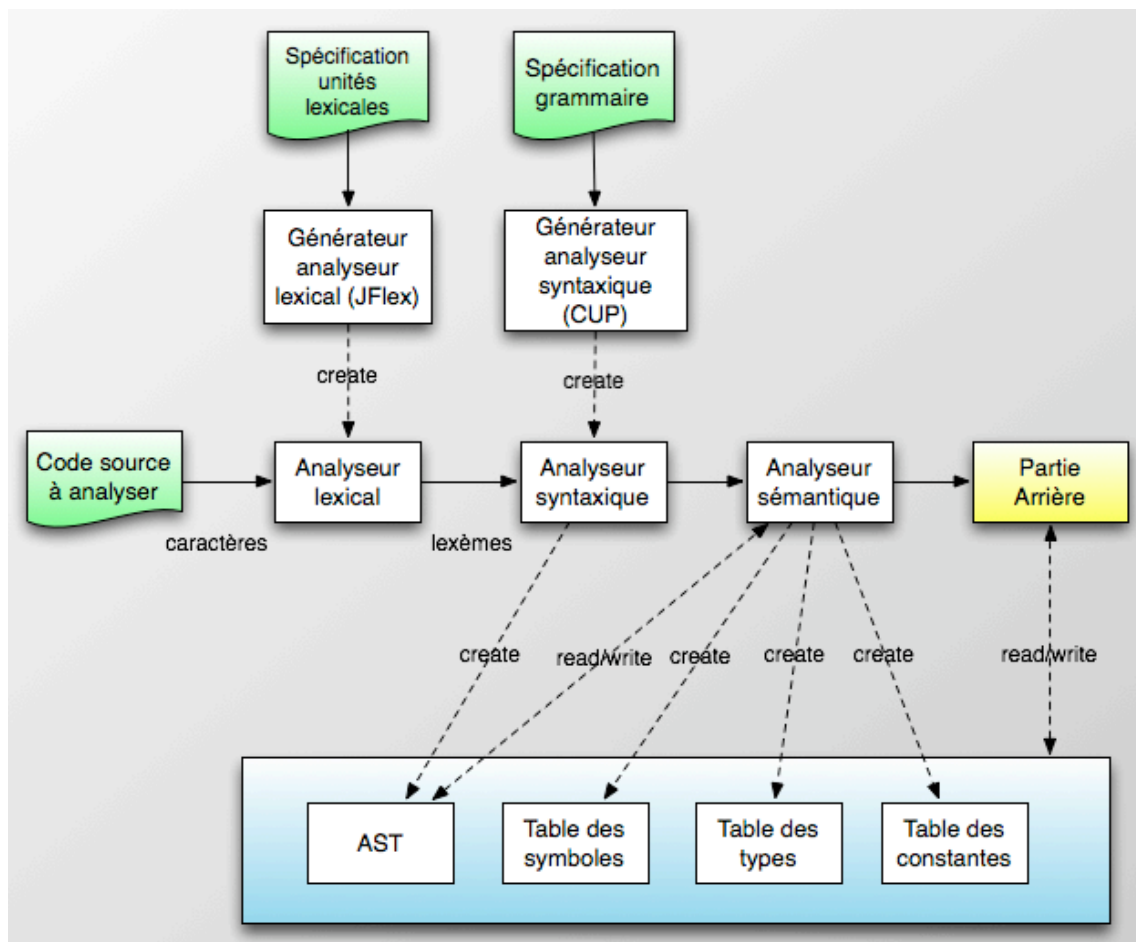 Spécification
unités
lexicales
Spécification
grammaire
Générateur
analyseur
lexical (JFlex)
Générateur
analyseur
syntaxique
(CUP)
create
create
Code source
à analyser
Analyseur
lexical
Analyseur
syntaxique
Analyseur
sémantique
Partie
Arrière
caractères
lexèmes
create
read/write
create
create
create
read/write
AST
Table des
symboles
Table des
types
Table des
constantes